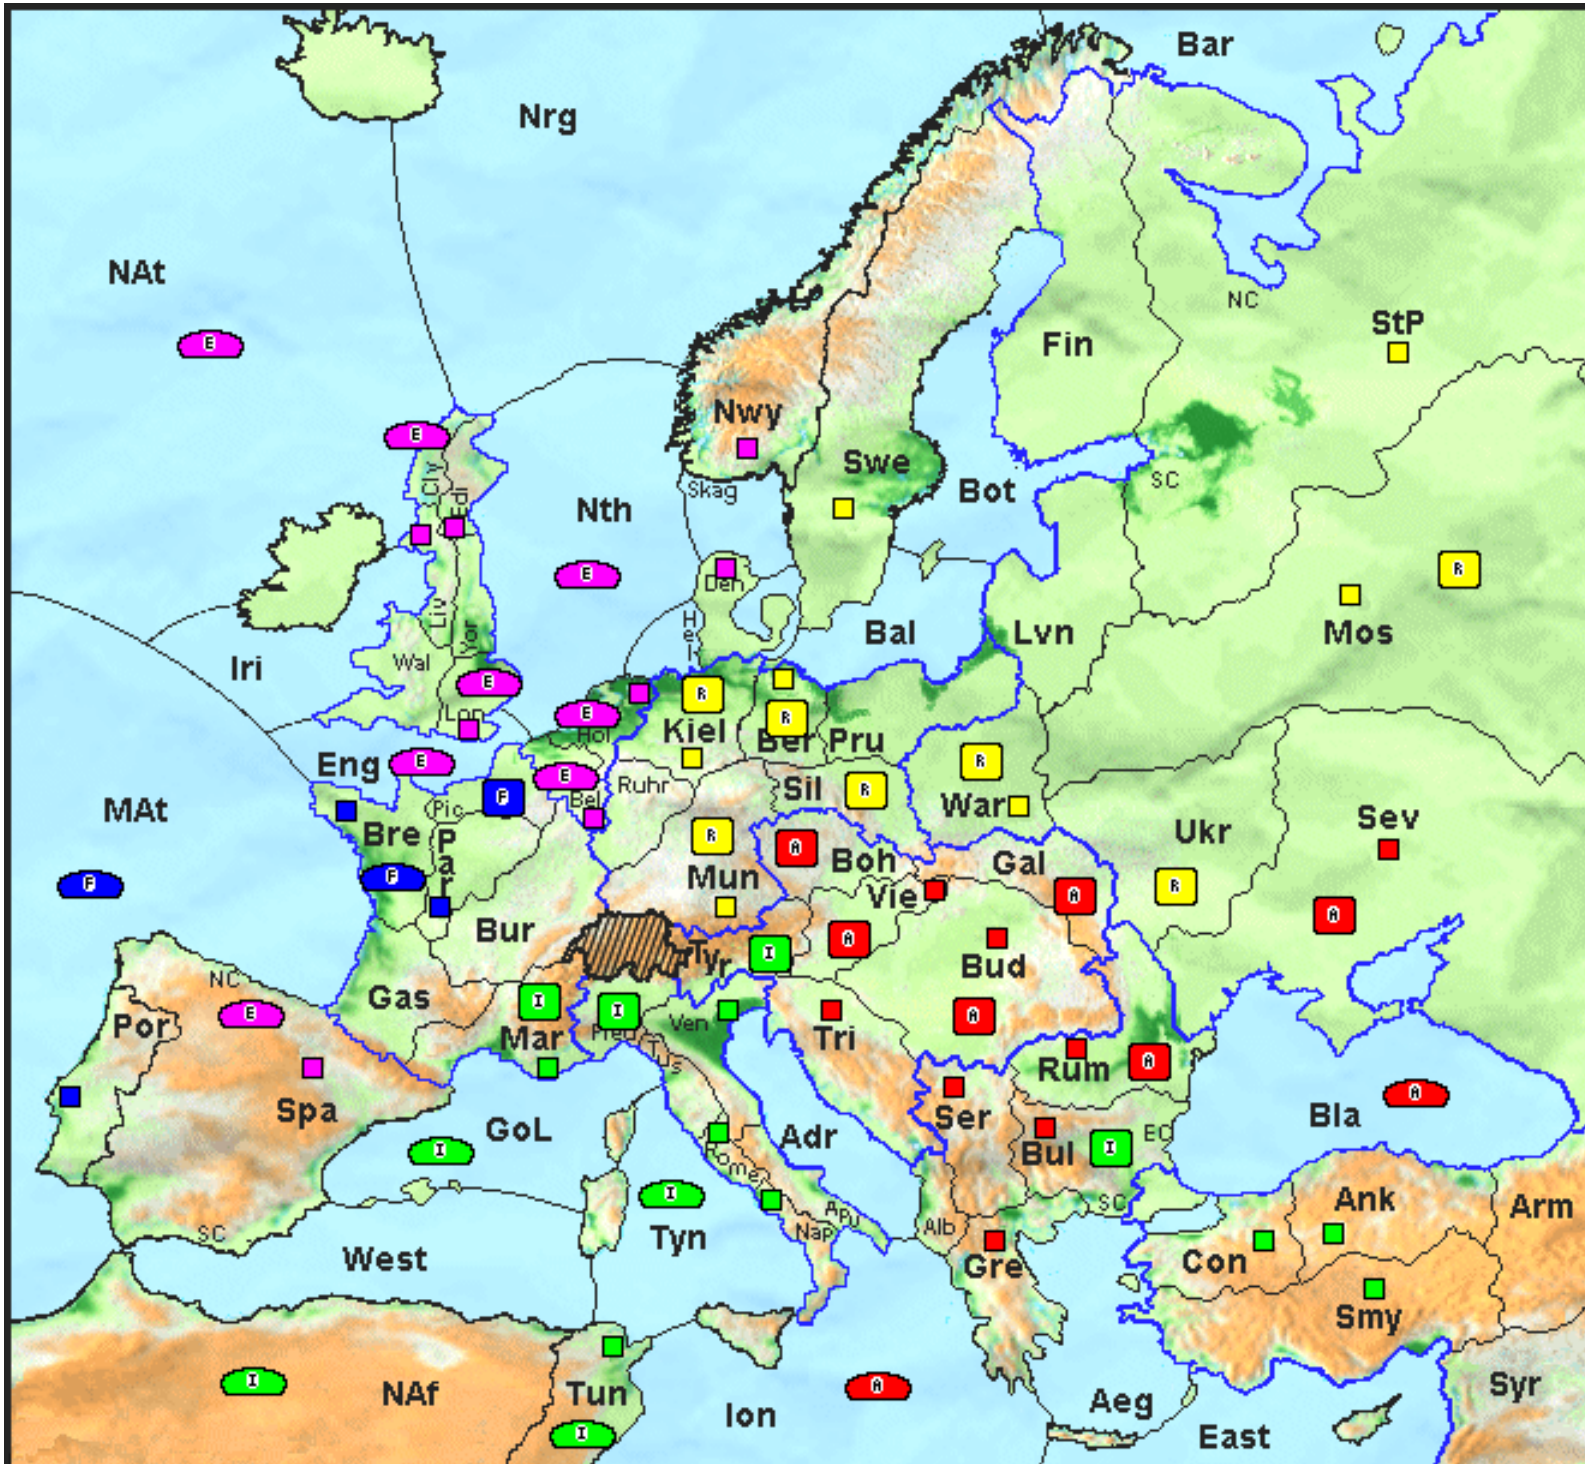 Bar
Nrg
NAt
E
NC
StP
Fin
E
Nwy
Swe
Cly
Edi
Skag
Bot
SC
Nth
R
E
Den
Hel
Liv
Yor
Bal
Lvn
Mos
Iri
Wal
E
R
Lon
E
Hol
Kiel
R
Ber
Pru
Eng
E
E
Ruhr
Sil
R
R
War
MAt
Pic
F
Bel
Bre
Par
R
Mun
A
Boh
Gal
Ukr
Sev
F
F
Vie
A
R
A
Bur
Tyr
I
A
Bud
NC
Por
E
Gas
I
Mar
I
Pied
Ven
Tus
Tri
A
Rum
A
Spa
GoL
Adr
Ser
Bul
I
EC
Bla
A
I
Rome
I
Tyn
Apu
Nap
Alb
SC
Ank
Arm
SC
West
Gre
Con
Smy
I
NAf
Tun
I
Ion
A
Aeg
East
Syr